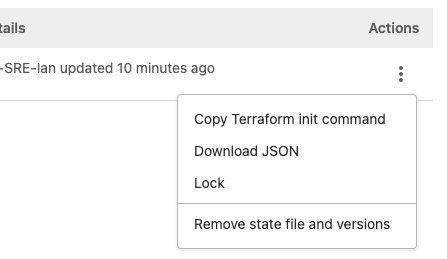 tails Actions
-SRE-lan updated 10 minutes ago
Copy Terraform init command
Download JSON
Lock
Remove state file and versions